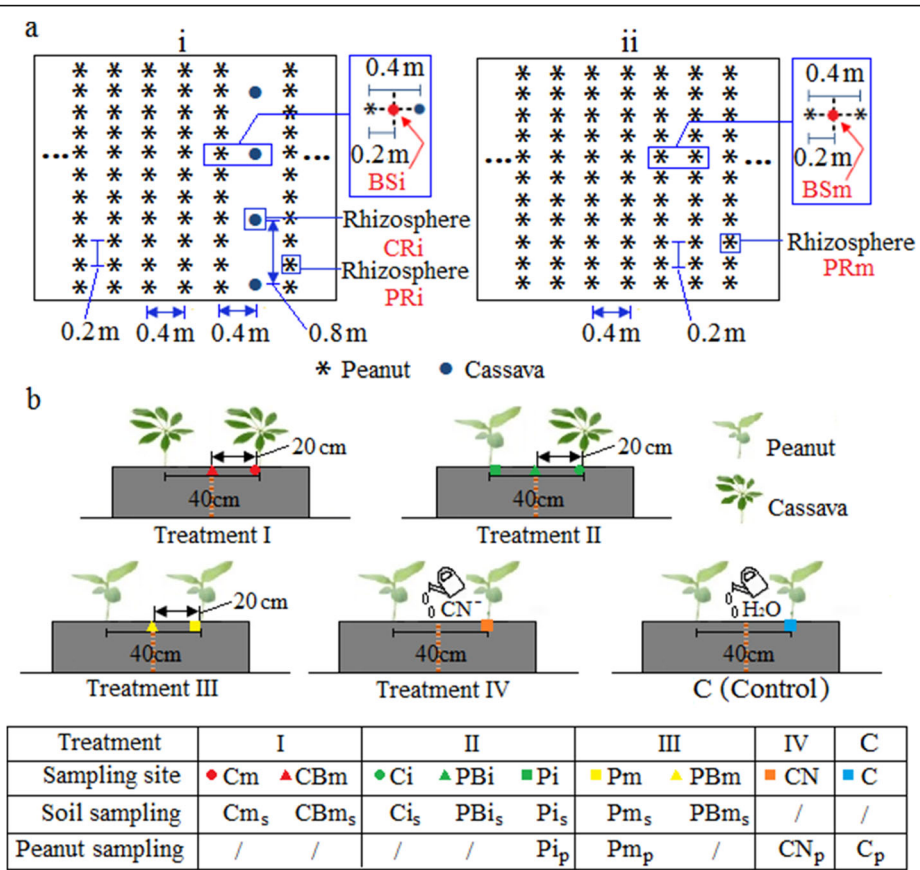 a
i
ii
0.4 m
0.2 m
BSi
0.4 m
0.2 m
BSm
... ...
... ...
Rhizosphere
CRi
Rhizosphere
PRi
Rhizosphere
PRm
0.2 m 0.4 m 0.4 m 0.8 m
0.4 m 0.2 m
* Peanut ● Cassava
b
20 cm
40cm
Treatment I
20 cm
40cm
Treatment II
Peanut
Cassava
20 cm
40cm
Treatment III
CN⁻
40cm
Treatment IV
H₂O
40cm
C (Control)
Treatment I II III IV C
Sampling site ● Cm ▲ CBm ● Ci ▲ PBi ■ Pi ■ Pm ▲ PBm ■ CN ■ C
Soil sampling Cmₛ CBmₛ Ciₛ PBiₛ Piₛ Pmₛ PBmₛ / /
Peanut sampling / / / / Piₚ Pmₚ / CNₚ Cₚ